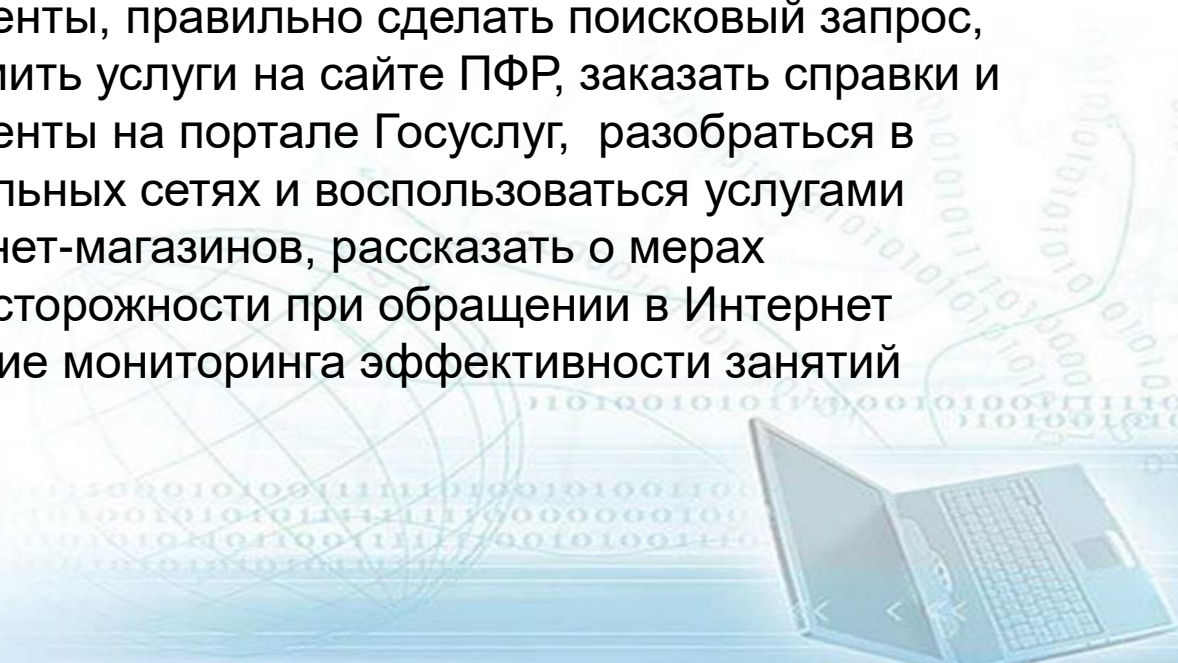 енты, правильно сделать поисковый запрос,
ить услуги на сайте ПФР, заказать справки и
енты на портале Госуслуг, разобраться в
льных сетях и воспользоваться услугами
нет-магазинов, рассказать о мерах
сторожности при обращении в Интернет
ие мониторинга эффективности занятий